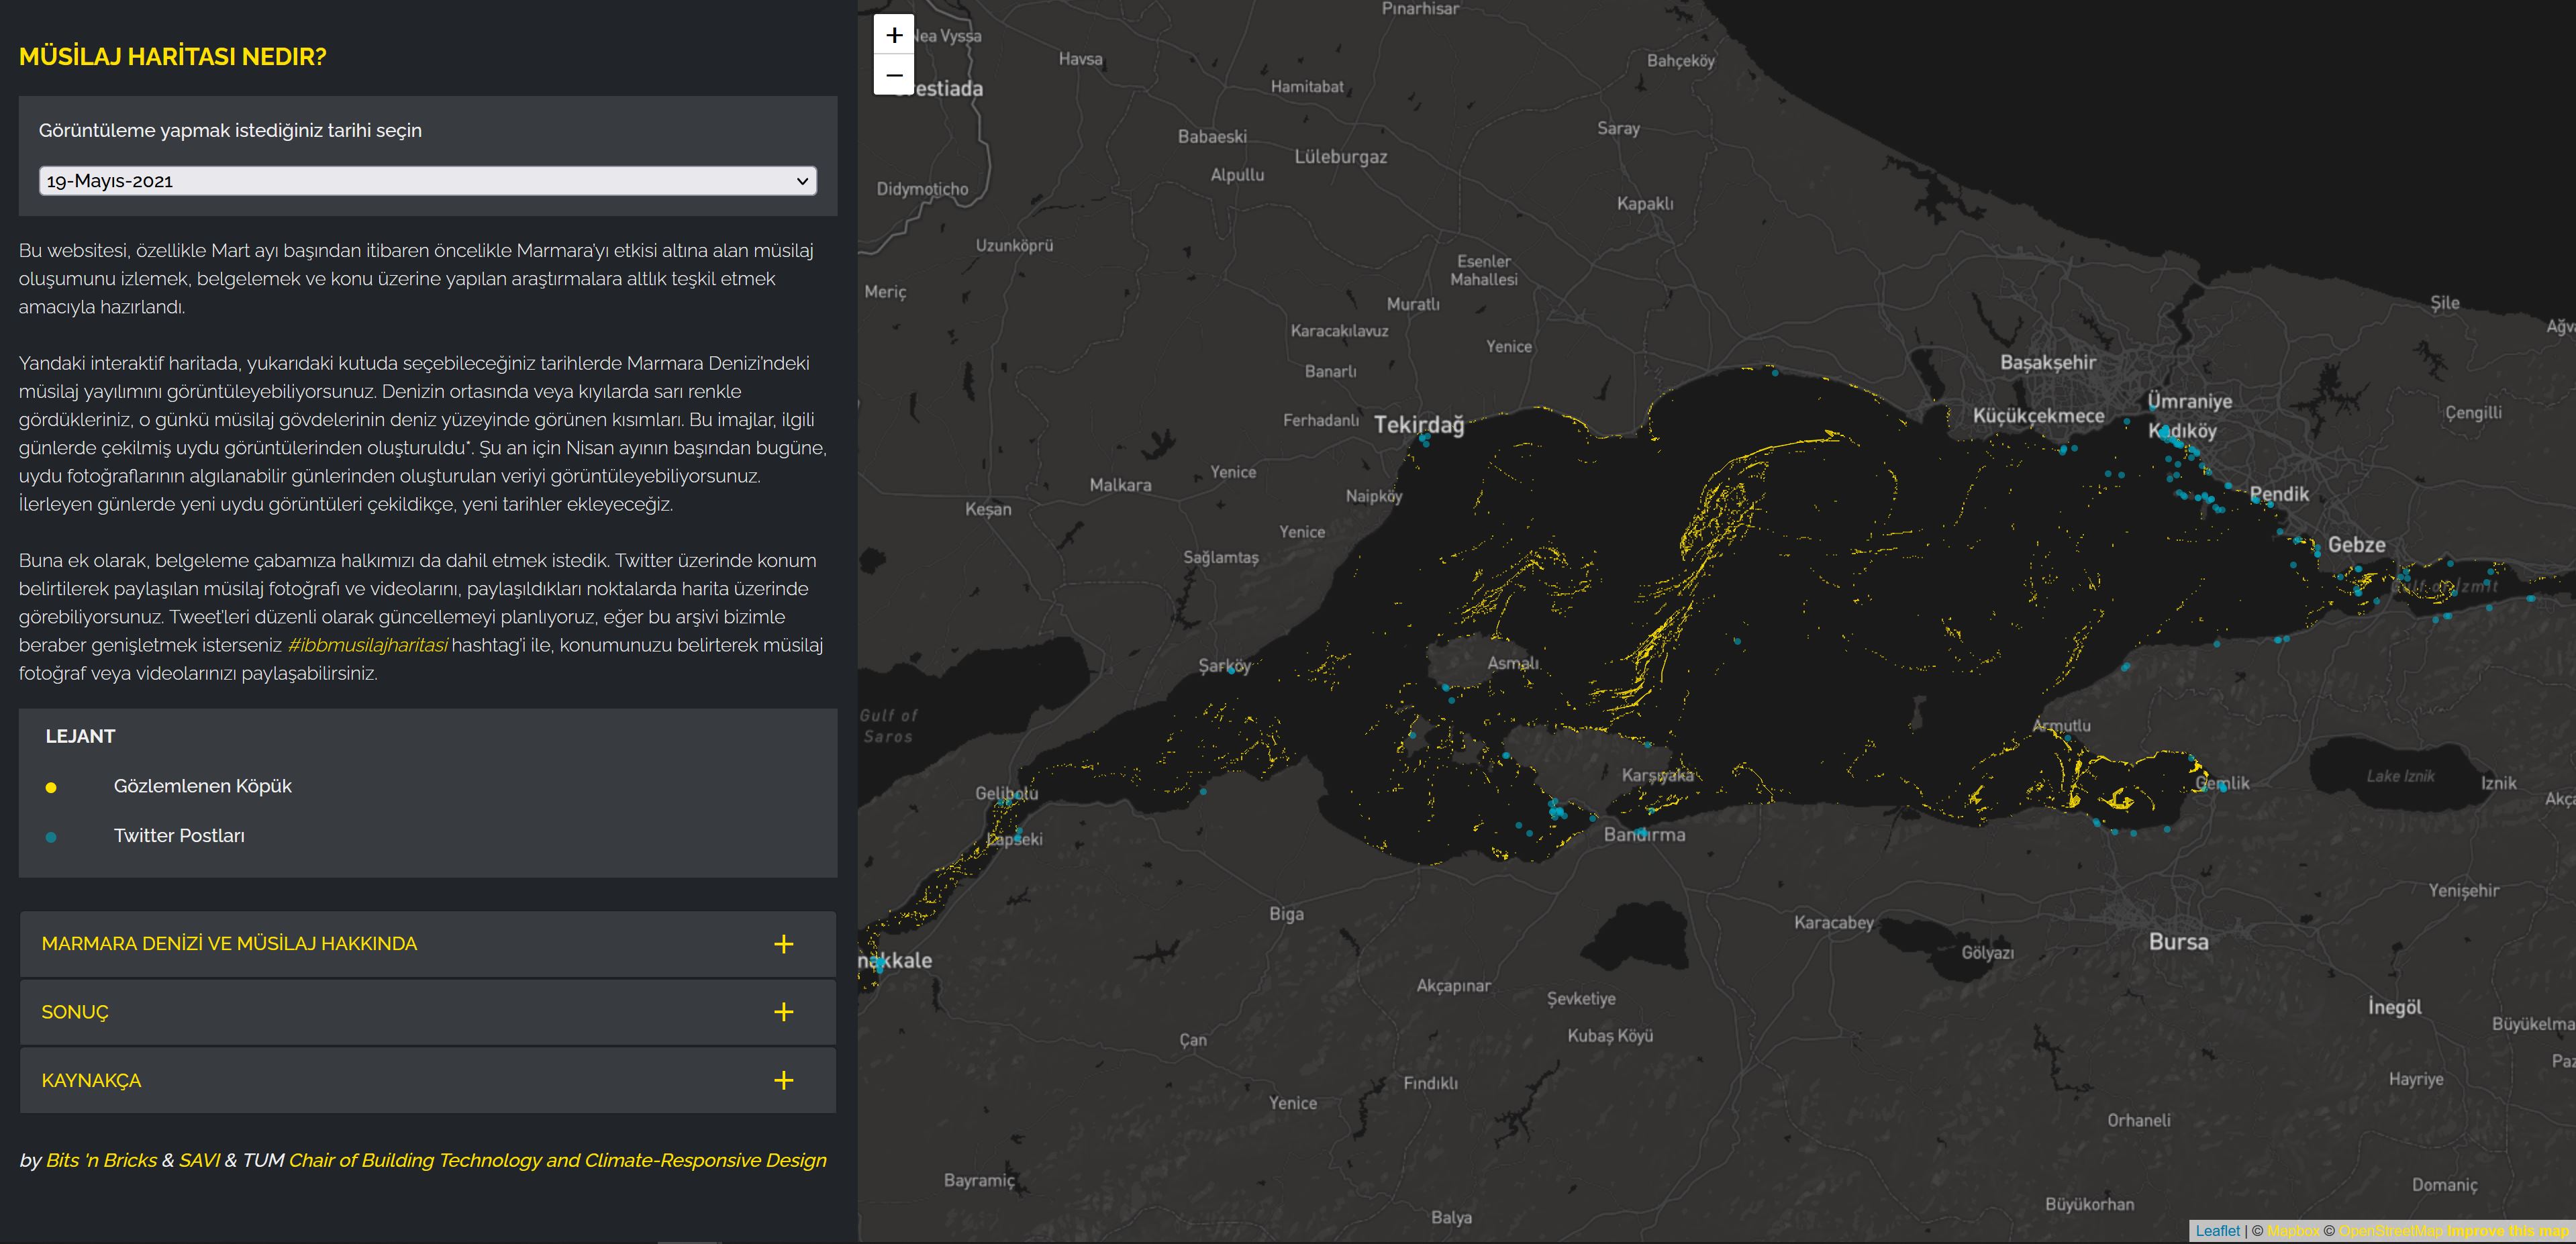 MÜSİLAJ HARİTASI NEDIR?
Görüntüleme yapmak istediğiniz tarihi seçin
19-Mayıs-2021
Bu websitesi, özellikle Mart ayı başından itibaren öncelikle Marmara'yı etkisi altına alan müsilaj
oluşumunu izlemek, belgelemek ve konu üzerine yapılan araştırmalara altlık teşkil etmek
amacıyla hazırlandı.
Yandaki interaktif haritada, yukarıdaki kutuda seçebileceğiniz tarihlerde Marmara Denizi'ndeki
müsilaj yayılımını görüntüleyebiliyorsunuz. Denizin ortasında veya kıyılarda sarı renkle
gördükleriniz, o günkü müsilaj gövdelerinin deniz yüzeyinde görünen kısımları. Bu imajlar, ilgili
günlerde çekilmiş uydu görüntülerinden oluşturuldu*. Şu an için Nisan ayının başından bugüne,
uydu fotoğraflarının algılanabilir günlerinden oluşturulan veriyi görüntüleyebiliyorsunuz.
İlerleyen günlerde yeni uydu görüntüleri çekildikçe, yeni tarihler ekleyeceğiz.
Buna ek olarak, belgeleme çabamıza halkımızı da dahil etmek istedik. Twitter üzerinde konum
belirtilerek paylaşılan müsilaj fotoğrafı ve videolarını, paylaşıldıkları noktalarda harita üzerinde
görebiliyorsunuz. Tweet'leri düzenli olarak güncellemeyi planlıyoruz, eğer bu arşivi bizimle
beraber genişletmek isterseniz #ibbmusilajharitasi hashtag'i ile, konumunuzu belirterek müsilaj
fotoğraf veya videolarınızı paylaşabilirsiniz.
LEJANT
Gözlemlenen Köpük
Twitter Postları
MARMARA DENİZİ VE MÜSİLAJ HAKKINDA +
SONUÇ +
KAYNAKÇA +
by Bits 'n Bricks & SAVI & TUM Chair of Building Technology and Climate-Responsive Design
+
−
Pınarhisar
Nea Vyssa
Havsa
Bahçeköy
restiada
Hamitabat
Babaeski
Saray
Lüleburgaz
Alpullu
Didymoticho
Kapaklı
Uzunköprü
Esenler
Mahallesi
Meriç
Muratlı
Şile
Karacakılavuz
Ağva
Yenice
Banarlı
Başakşehir
Ümraniye
Ferhadanlı
Tekirdağ
Küçükçekmece
Kadıköy
Çengilli
Yenice
Malkara
Naipköy
Pendik
Keşan
Yenice
Gebze
Sağlamtaş
Gulf of İzmit
Şarköy
Asmalı
Gulf of
Saros
Armutlu
Karşıyaka
Gemlik
Lake Iznik
Iznik
Gelibolu
Akça
Lapseki
Bandırma
Yenişehir
Biga
Karacabey
Bursa
Gölyazı
nakkale
Akçapınar
Şevketiye
İnegöl
Büyükelma
Kubaş Köyü
Çan
Paz
Fındıklı
Hayriye
Yenice
Orhaneli
Bayramiç
Domaniç
Büyükorhan
Balya
Leaflet | © Mapbox © OpenStreetMap Improve this map